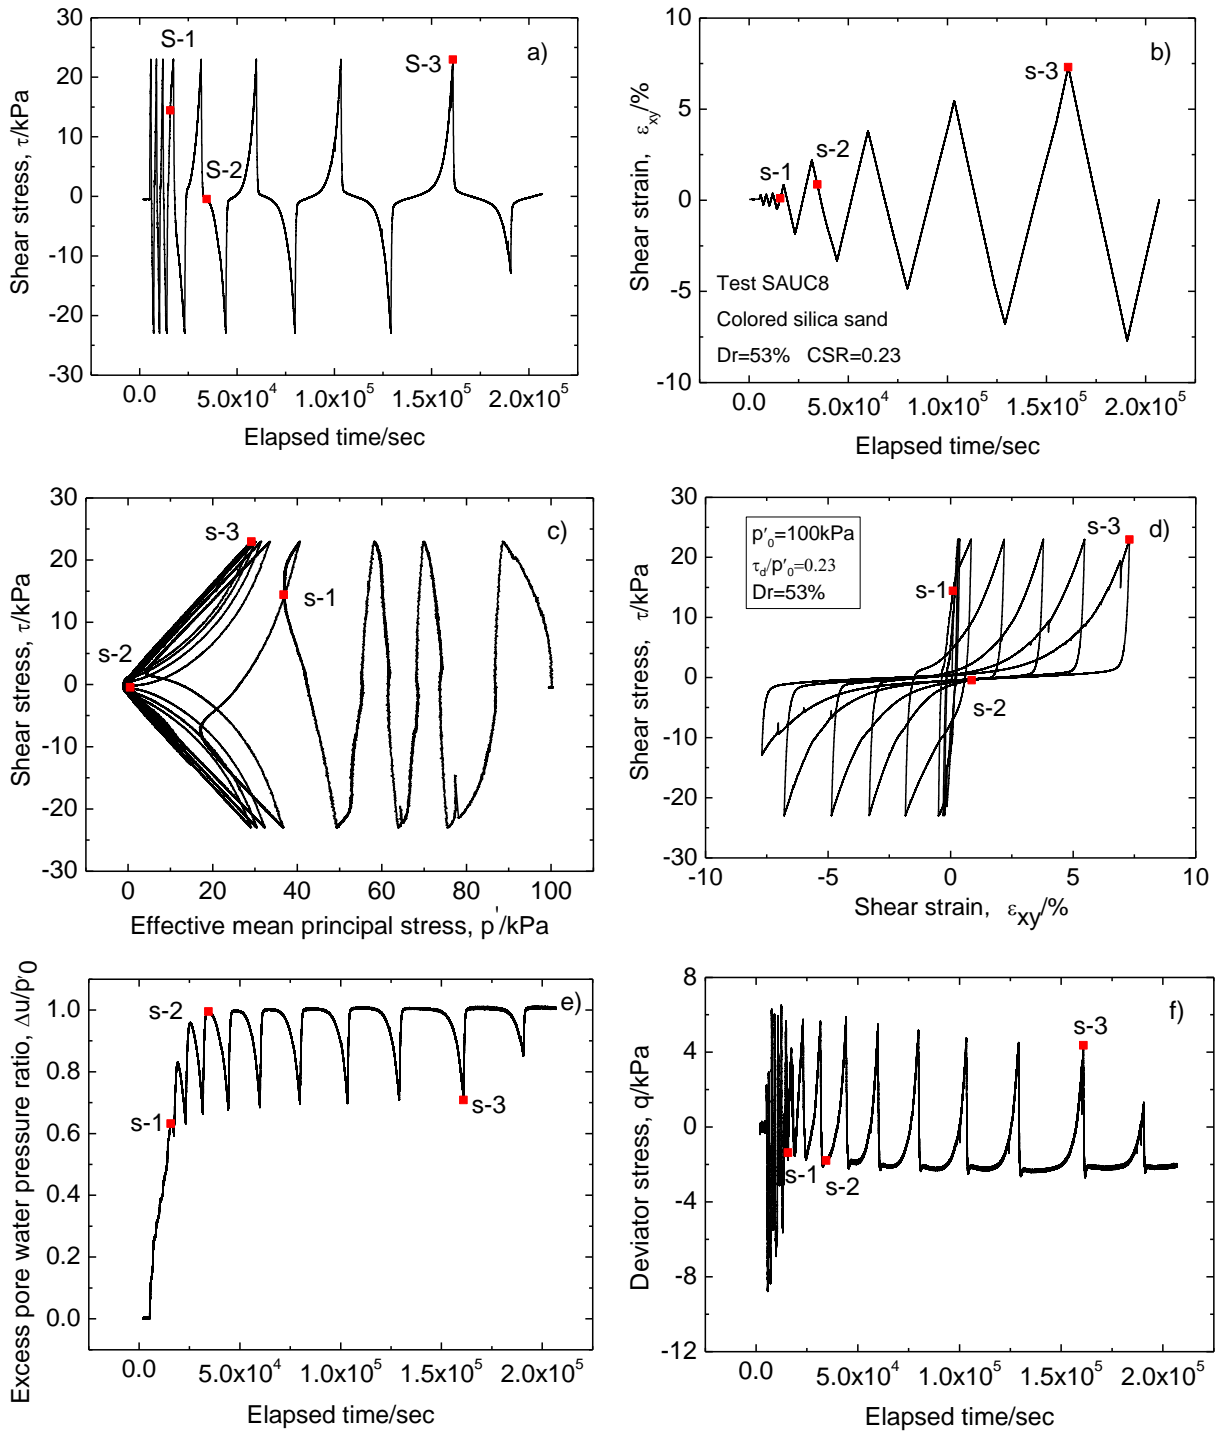 a)
S-1
S-2
S-3
30
20
10
0
-10
-20
-30
0.0
5.0x10⁴
1.0x10⁵
1.5x10⁵
2.0x10⁵
Shear stress, τ/kPa
Elapsed time/sec
b)
s-1
s-2
s-3
Test SAUC8
Colored silica sand
Dr=53% CSR=0.23
10
5
0
-5
-10
0.0
5.0x10⁴
1.0x10⁵
1.5x10⁵
2.0x10⁵
Shear strain, εxy/%
Elapsed time/sec
c)
s-3
s-1
s-2
30
20
10
0
-10
-20
-30
0
20
40
60
80
100
Shear stress, τ/kPa
Effective mean principal stress, p'/kPa
d)
p'0=100kPa
τd/p'0=0.23
Dr=53%
s-3
s-1
s-2
30
20
10
0
-10
-20
-30
-10
-5
0
5
10
Shear stress, τ/kPa
Shear strain, εxy/%
e)
s-2
s-1
s-3
1.0
0.8
0.6
0.4
0.2
0.0
0.0
5.0x10⁴
1.0x10⁵
1.5x10⁵
2.0x10⁵
Excess pore water pressure ratio, Δu/p'0
Elapsed time/sec
f)
s-3
s-1
s-2
8
4
0
-4
-8
-12
0.0
5.0x10⁴
1.0x10⁵
1.5x10⁵
2.0x10⁵
Deviator stress, q/kPa
Elapsed time/sec